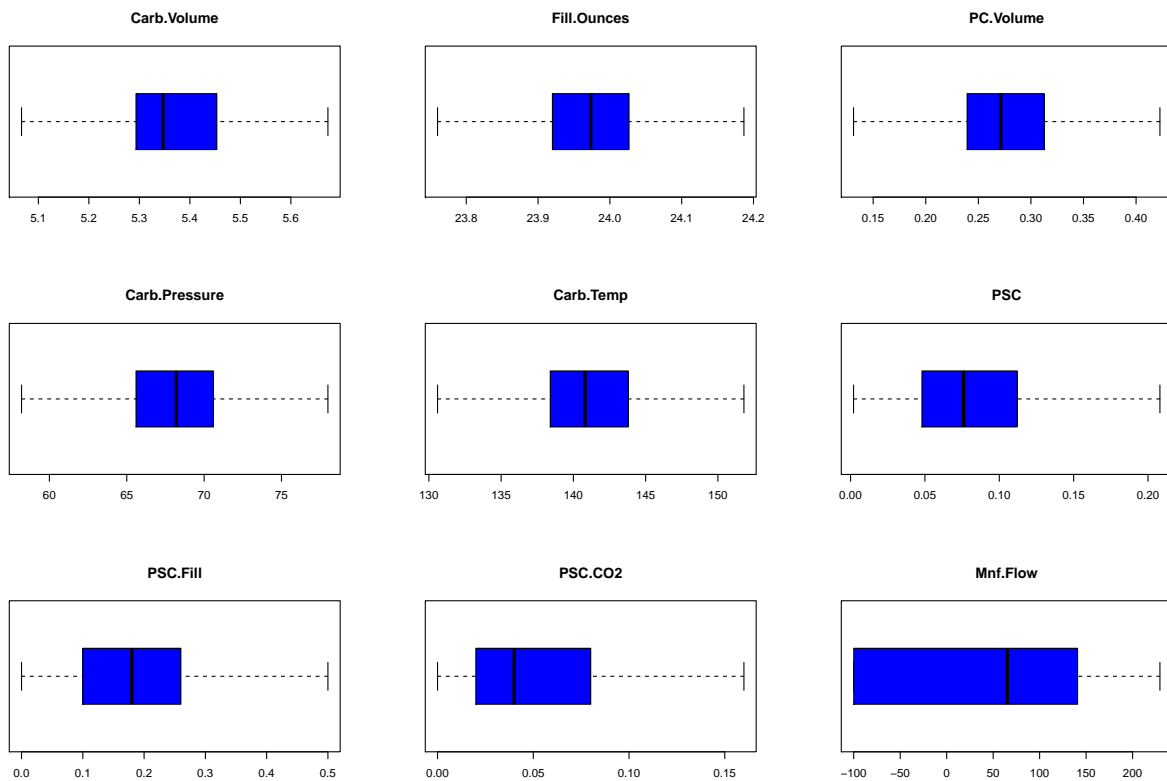 Carb.Volume
5.1 5.2 5.3 5.4 5.5 5.6
Fill.Ounces
23.8 23.9 24.0 24.1 24.2
PC.Volume
0.15 0.20 0.25 0.30 0.35 0.40
Carb.Pressure
60 65 70 75
Carb.Temp
130 135 140 145 150
PSC
0.00 0.05 0.10 0.15 0.20
PSC.Fill
0.0 0.1 0.2 0.3 0.4 0.5
PSC.CO2
0.00 0.05 0.10 0.15
Mnf.Flow
−100 −50 0 50 100 150 200